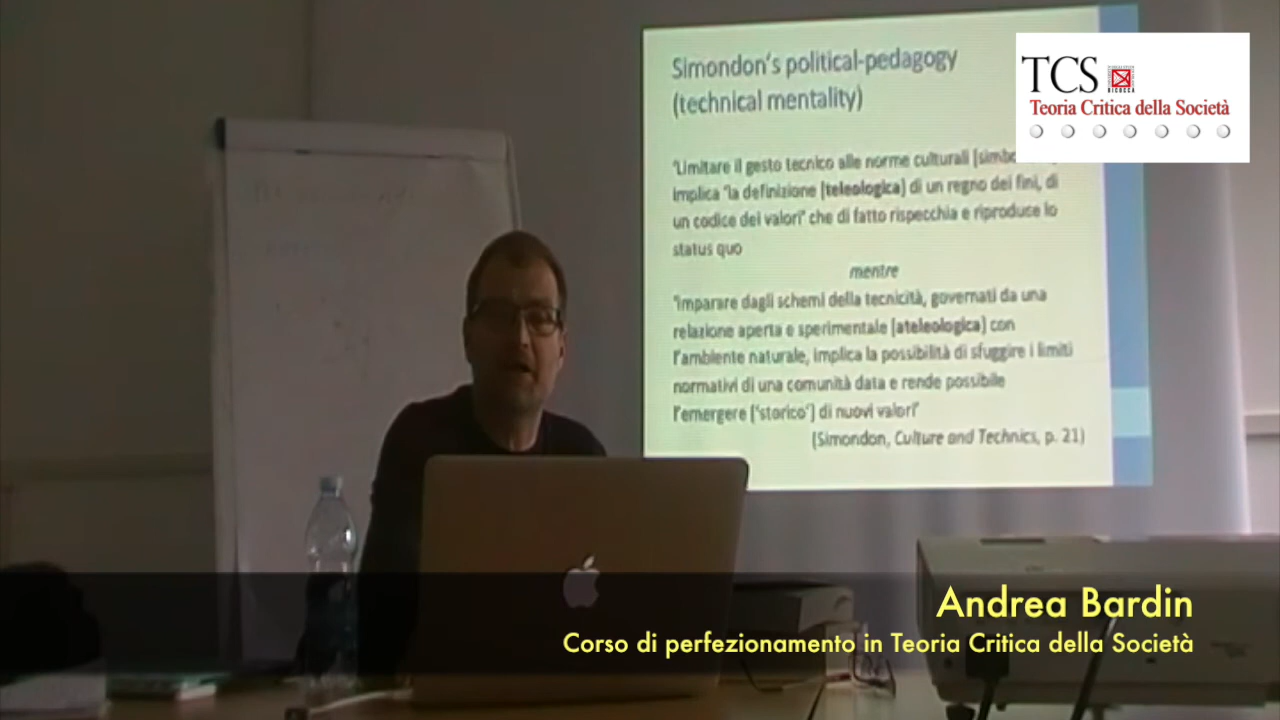 Simondon's political-pedagogy
(technical mentality)
TCS
BICOCCA
Teoria Critica della Società
'Limitare il gesto tecnico alle norme culturali [simbo
implica 'la definizione [teleologica] di un regno dei fini, di
un codice dei valori' che di fatto rispecchia e riproduce lo
status quo
mentre
'imparare dagli schemi della tecnicità, governati da una
relazione aperta e sperimentale [ateleologica] con
l'ambiente naturale, implica la possibilità di sfuggire i limiti
normativi di una comunità data e rende possibile
l'emergere ['storico'] di nuovi valori'
(Simondon, Culture and Technics, p. 21)
Andrea Bardin
Corso di perfezionamento in Teoria Critica della Società